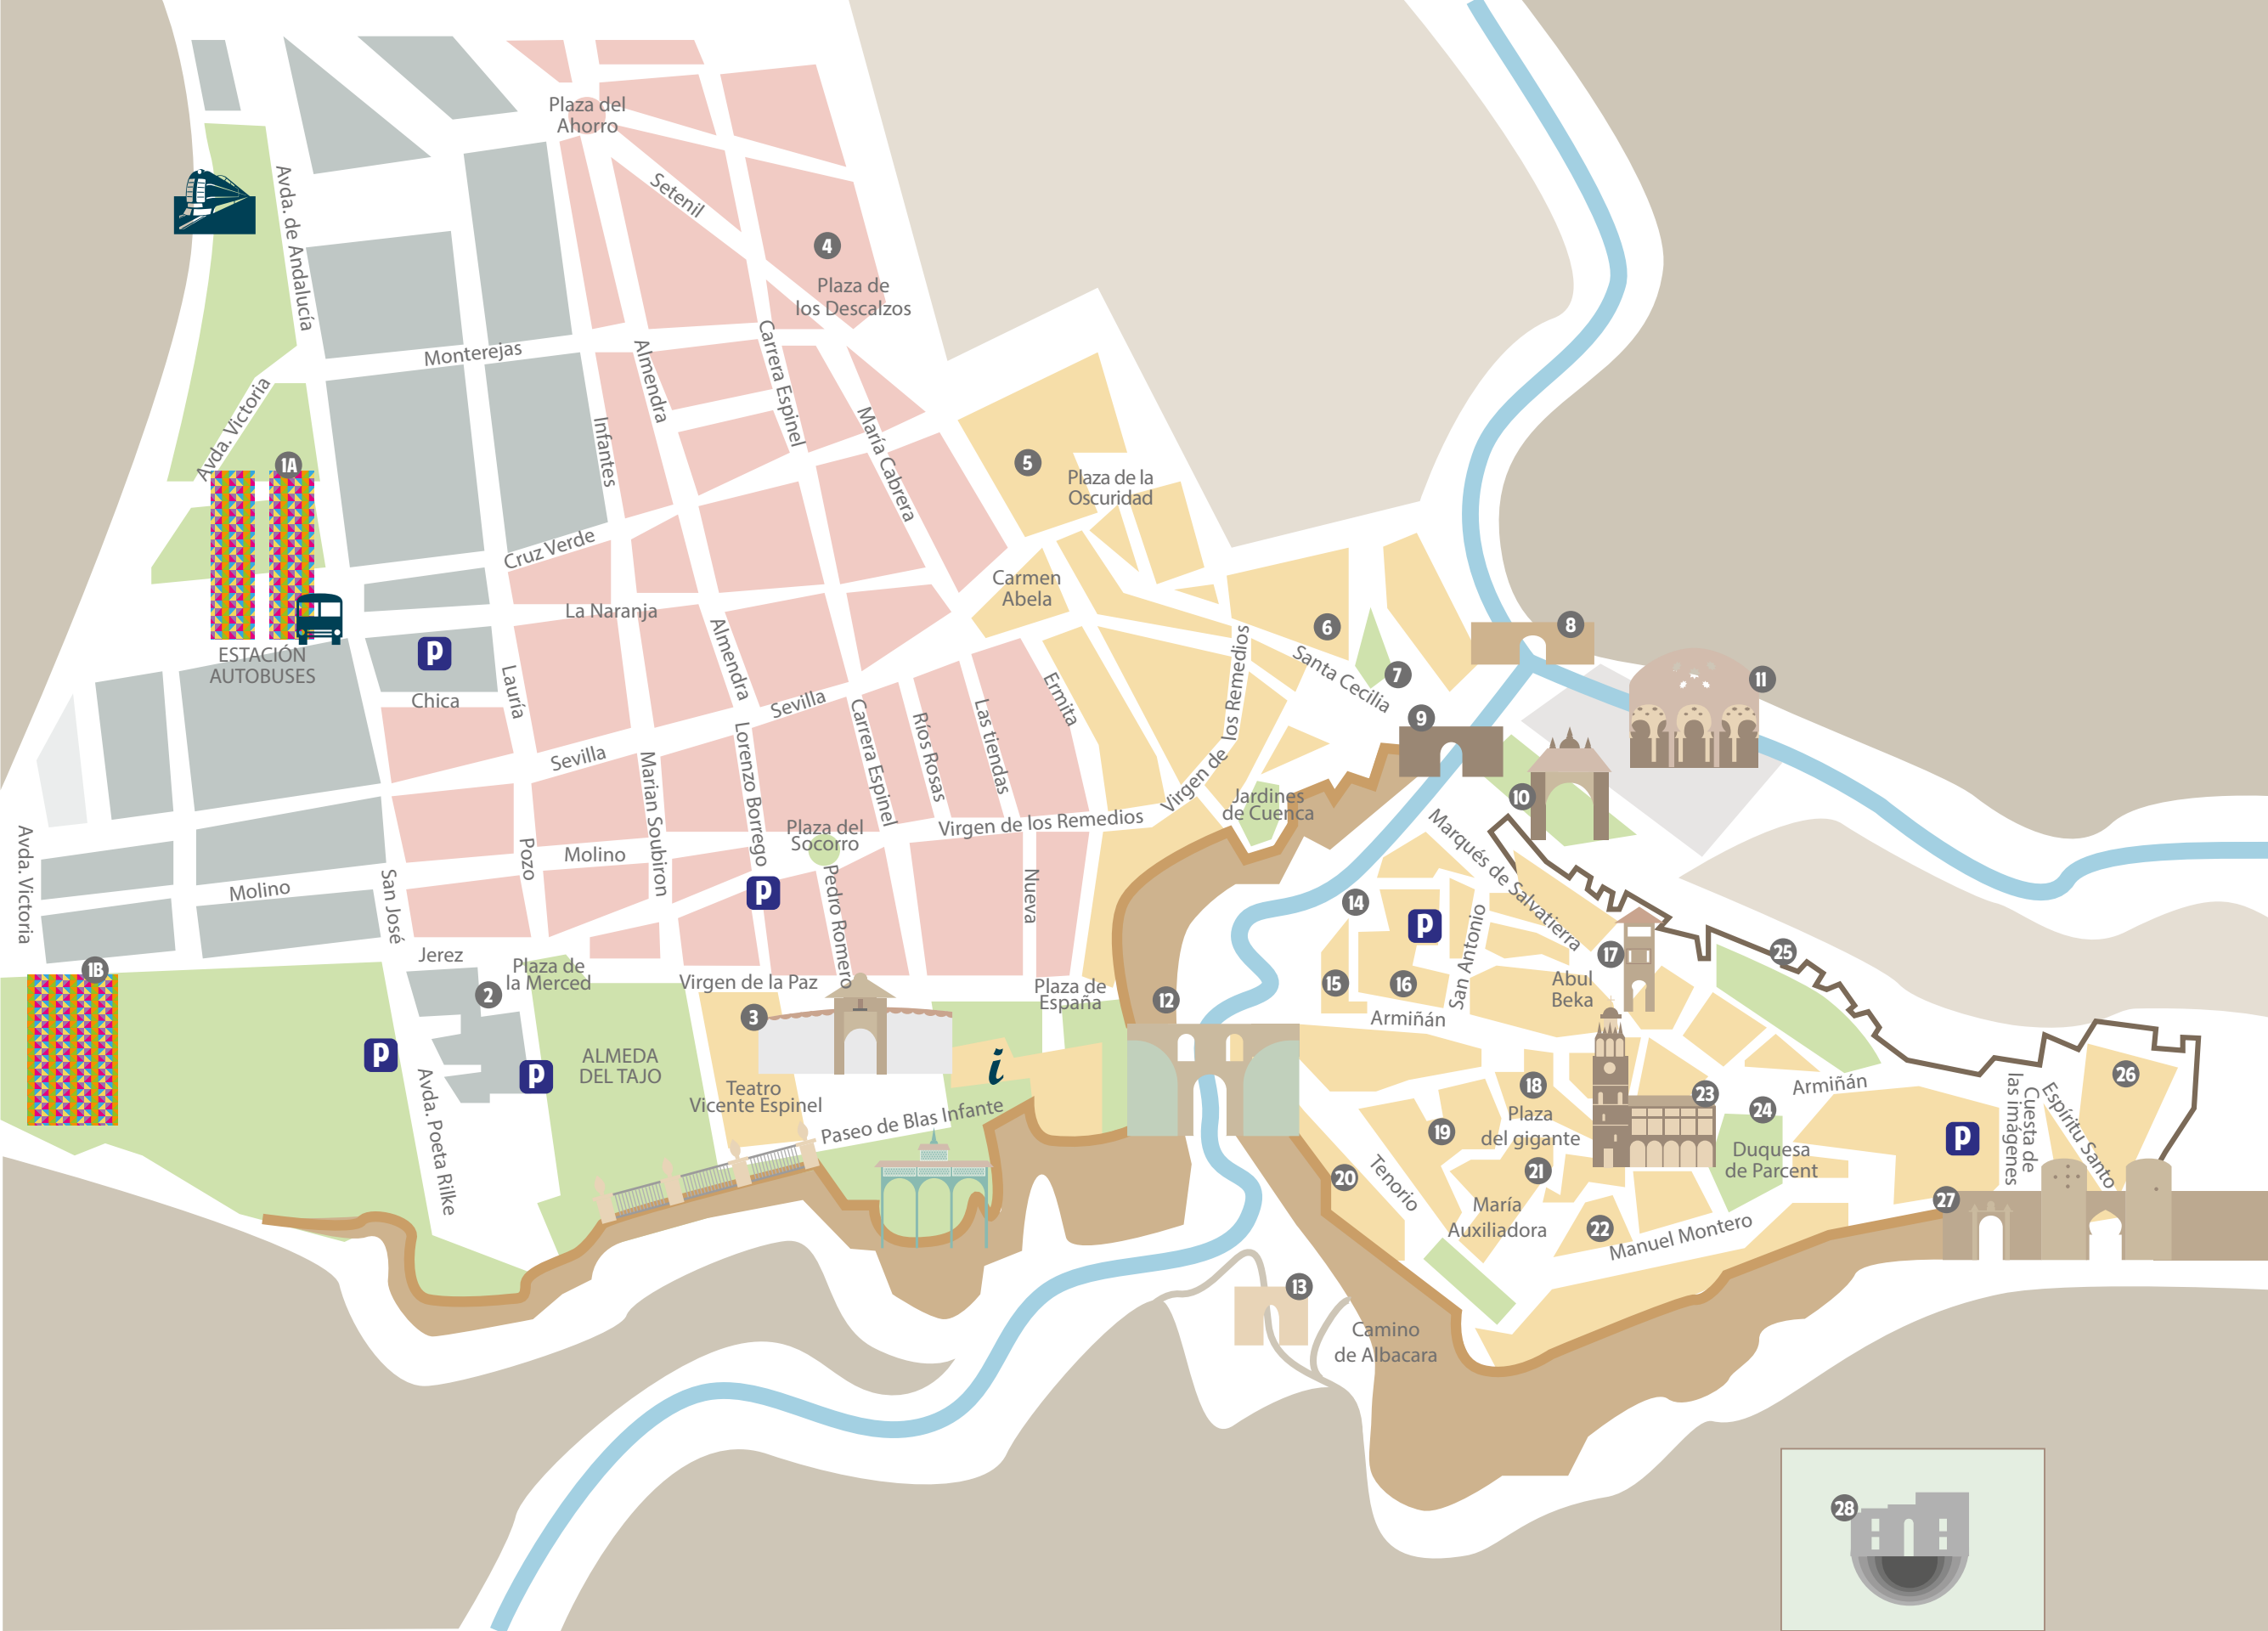 Plaza del
Ahorro
Setenil
4
Plaza de
los Descalzos
Avda. de Andalucía
Monterejas
Almendra
Carrera Espinel
María Cabrera
Infantes
Avda. Victoria
1A
5
Plaza de la
Oscuridad
Cruz Verde
Carmen
Abela
La Naranja
ESTACIÓN
AUTOBUSES
P
Chica
Lauría
Almendra
Sevilla
Sevilla
Carrera Espinel
Ríos Rosas
Las tiendas
Ermita
6
Santa Cecilia
7
8
9
10
11
Virgen de los Remedios
Jardines
de Cuenca
Virgen de los Remedios
Marian Soubiron
Lorenzo Borrego
Plaza del
Socorro
Molino
Pozo
Molino
San José
Avda. Victoria
P
Pedro Romero
Nueva
Jerez
1B
2
Plaza de
la Merced
Virgen de la Paz
3
Plaza de
España
12
P
P
ALMEDA
DEL TAJO
Avda. Poeta Rilke
Teatro
Vicente Espinel
Paseo de Blas Infante
i
Marqués de Salvatierra
14
P
San Antonio
15
16
Armiñán
17
Abul
Beka
25
18
Plaza
del gigante
19
20
Tenorio
21
María
Auxiliadora
22
Manuel Montero
23
24
Duquesa
de Parcent
Armiñán
P
Cuesta de
las imágenes
Espíritu Santo
26
27
13
Camino
de Albacara
28